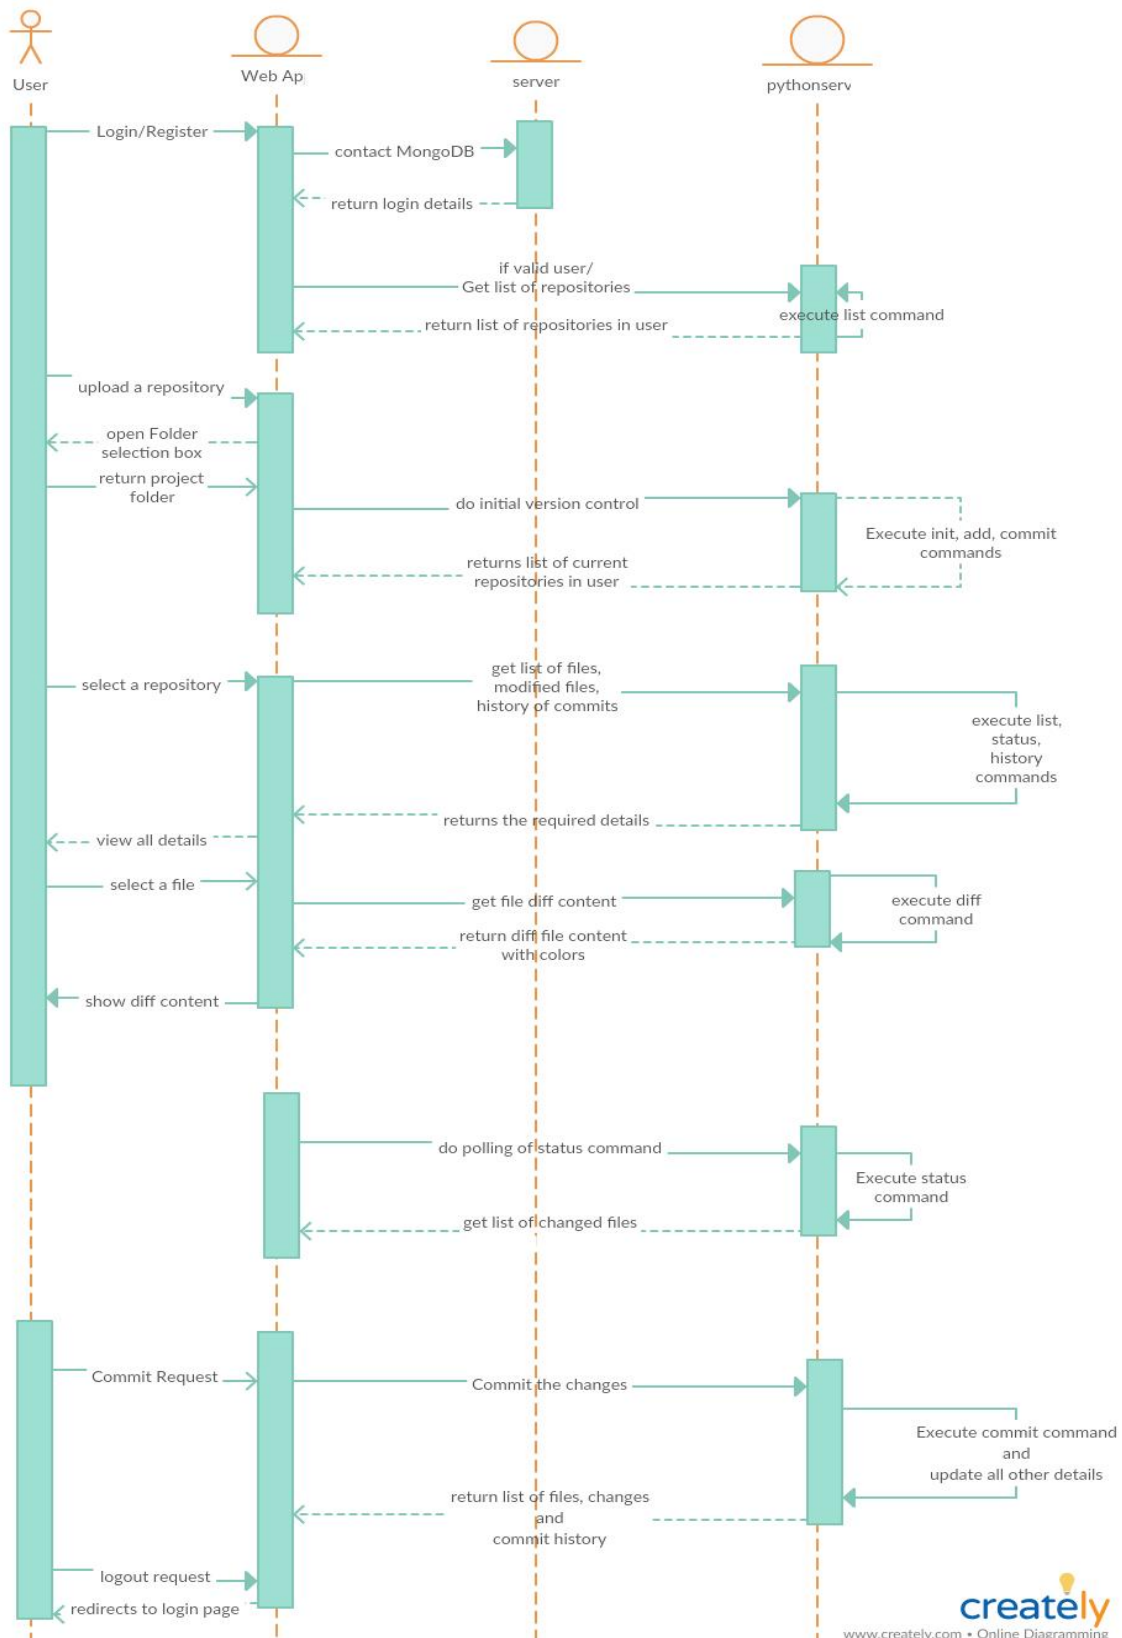 User
Web Ap
server
pythonserv
Login/Register
contact MongoDB
return login details
if valid user/
Get list of repositories
execute list command
return list of repositories in user
upload a repository
open Folder
selection box
return project
folder
do initial version control
Execute init, add, commit
commands
returns list of current
repositories in user
select a repository
get list of files,
modified files,
history of commits
execute list,
status,
history
commands
returns the required details
view all details
select a file
get file diff content
execute diff
command
return diff file content
with colors
show diff content
do polling of status command
Execute status
command
get list of changed files
Commit Request
Commit the changes
Execute commit command
and
update all other details
return list of files, changes
and
commit history
logout request
redirects to login page
creately
www.creately.com • Online Diagramming